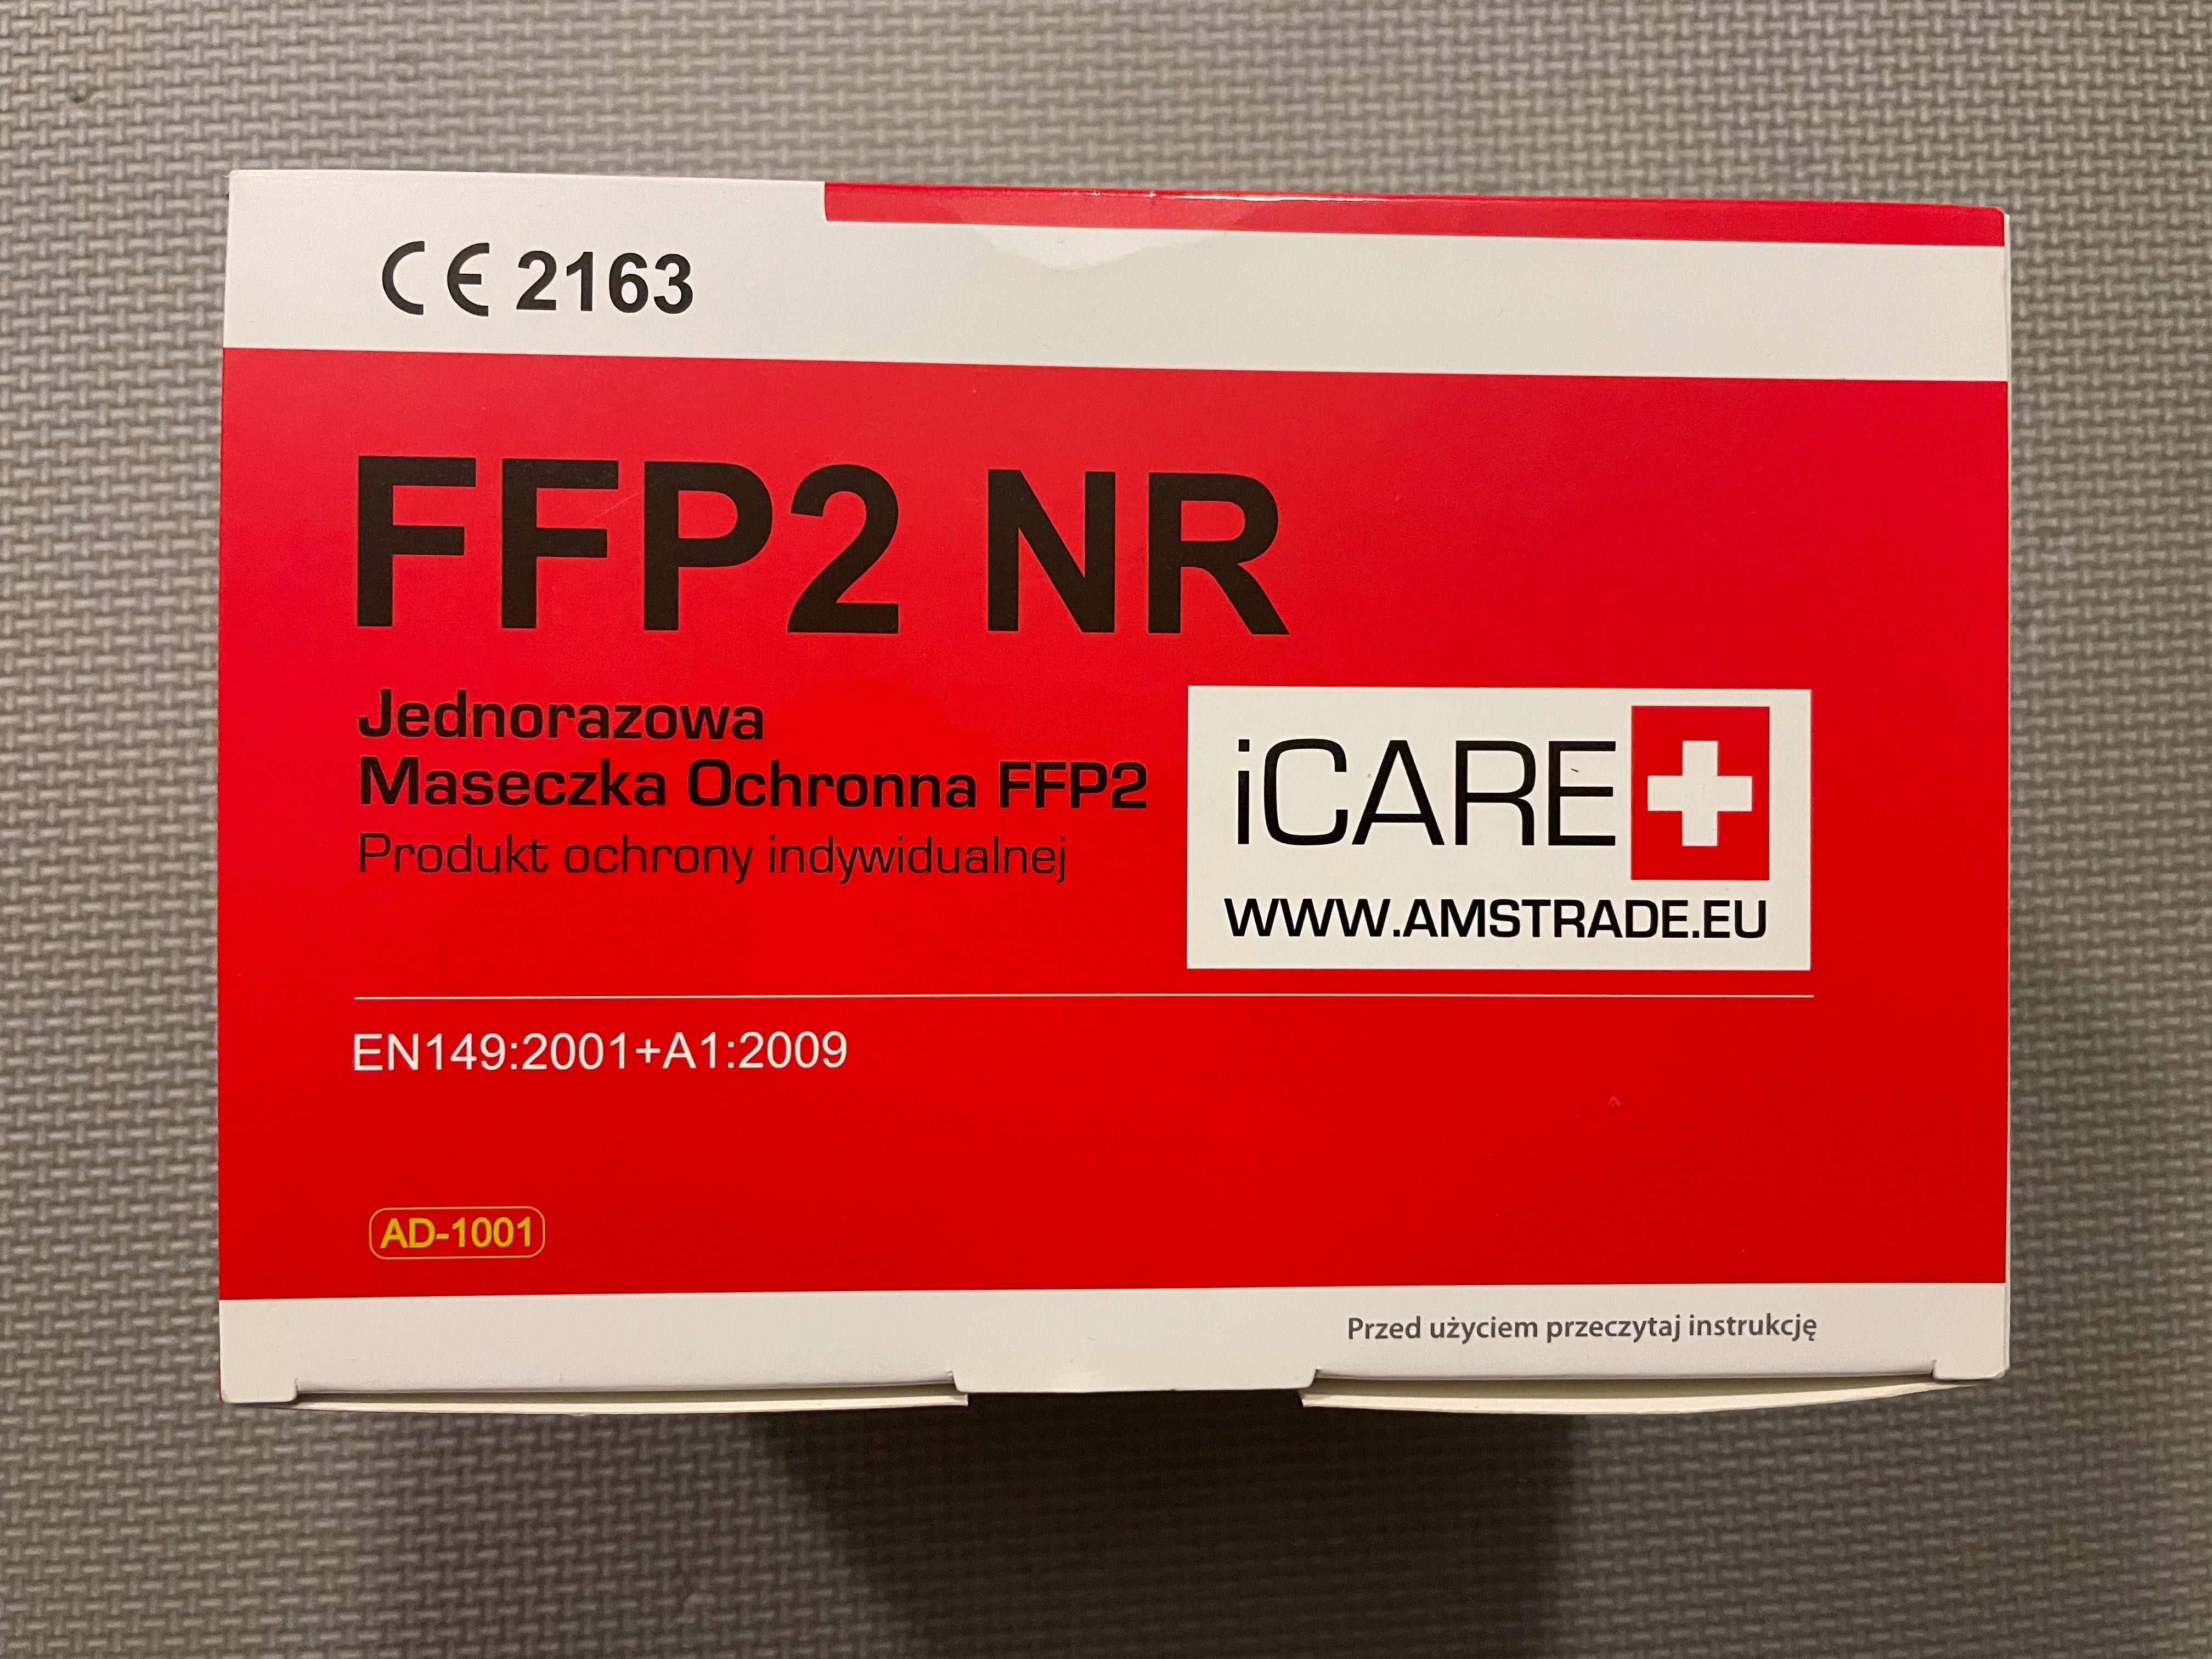 CE 2163
FFP2 NR
Jednorazowa
Maseczka Ochronna FFP2
Produkt ochrony indywidualnej
iCARE
WWW.AMSTRADE.EU
EN149:2001+A1:2009
AD-1001
Przed użyciem przeczytaj instrukcję